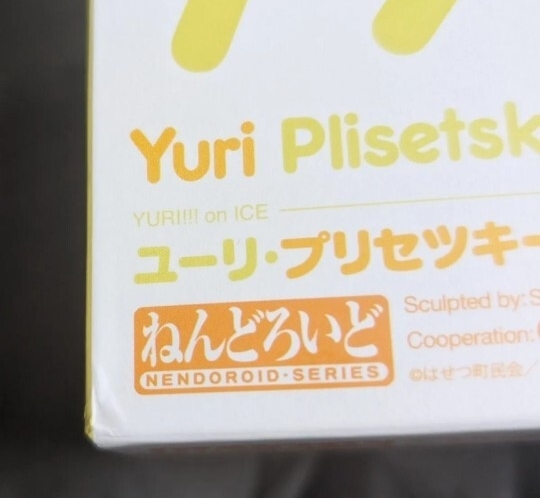 Yuri Plisetsk
YURI!!! on ICE
ユーリ・プリセツキー
ねんどろいど
NENDOROID・SERIES
Sculpted by:
Cooperation:
©はせつ町民会／